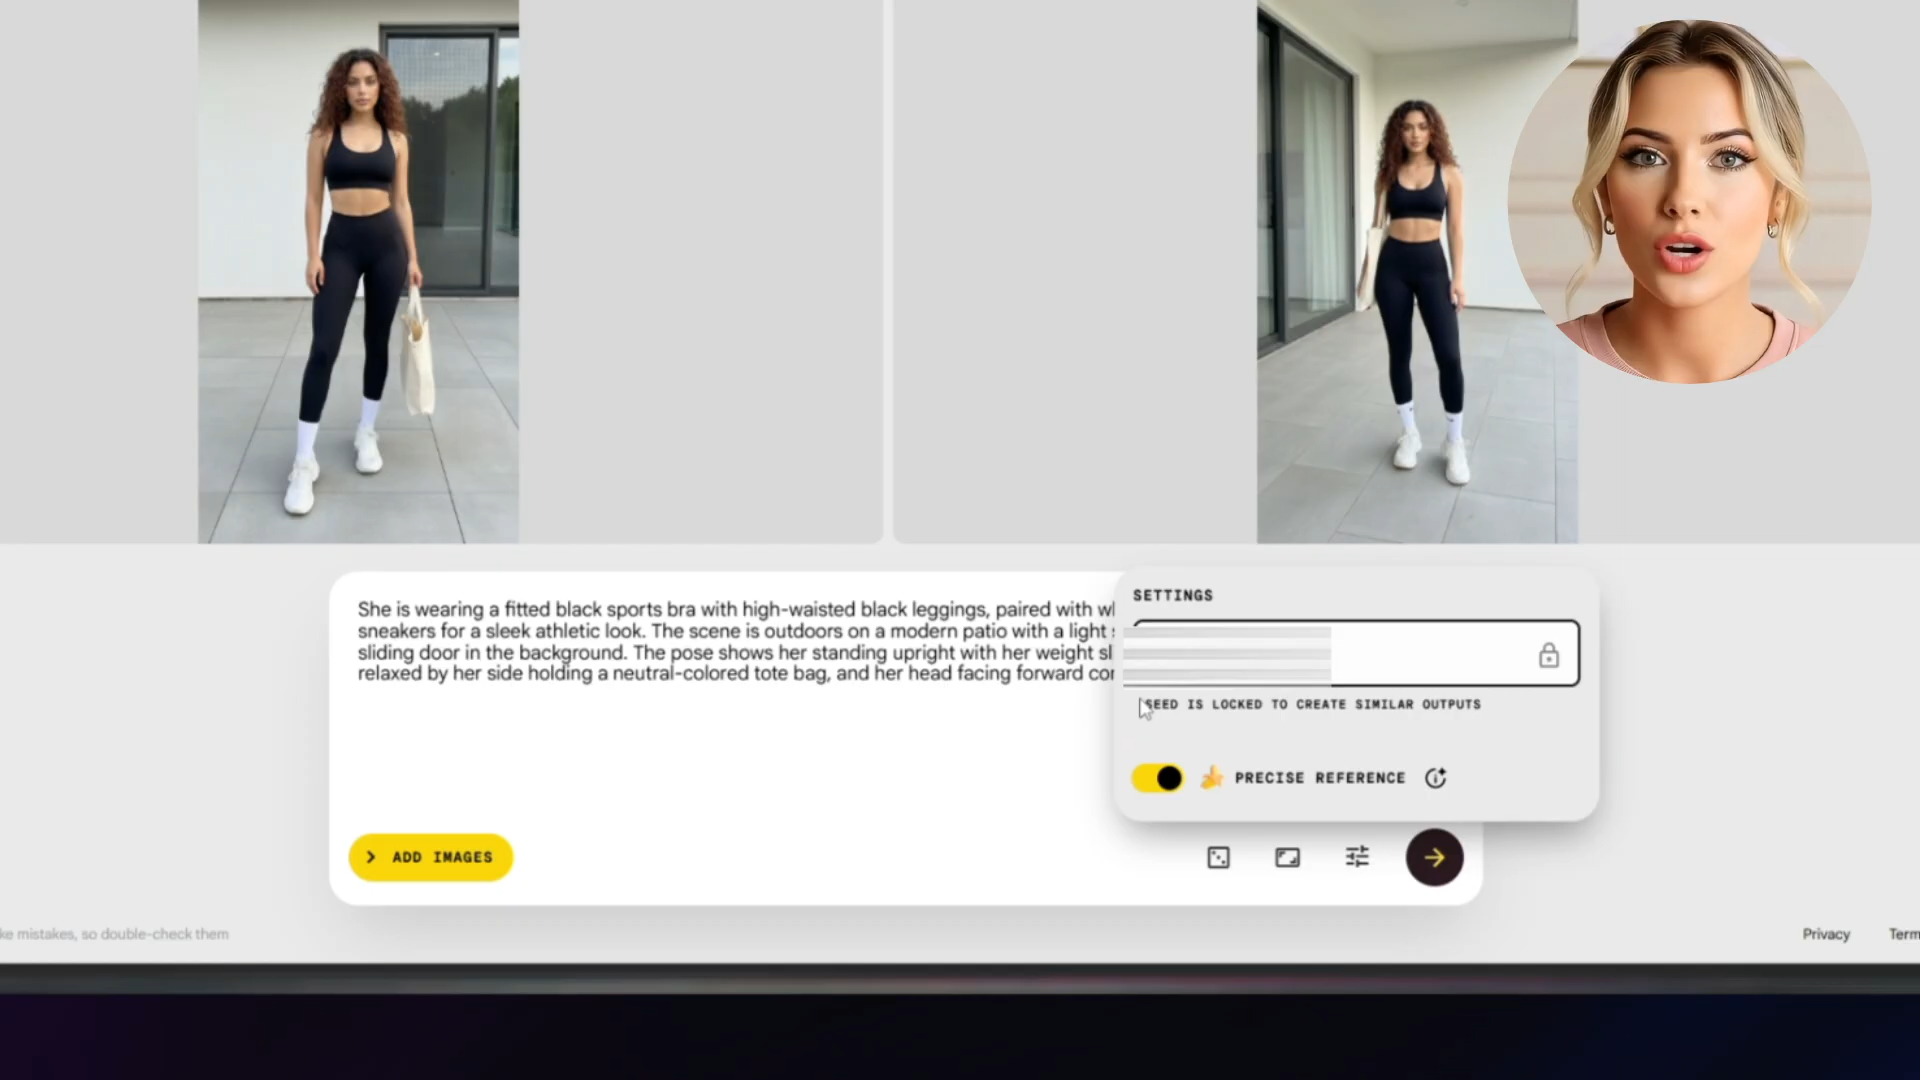 She is wearing a fitted black sports bra with high-waisted black leggings, paired with
sneakers for a sleek athletic look. The scene is outdoors on a modern patio with a light
sliding door in the background. The pose shows her standing upright with her weight
relaxed by her side holding a neutral-colored tote bag, and her head facing forward
SETTINGS
SEED IS LOCKED TO CREATE SIMILAR OUTPUTS
PRECISE REFERENCE
ADD IMAGES
mistakes, so double-check them
Privacy